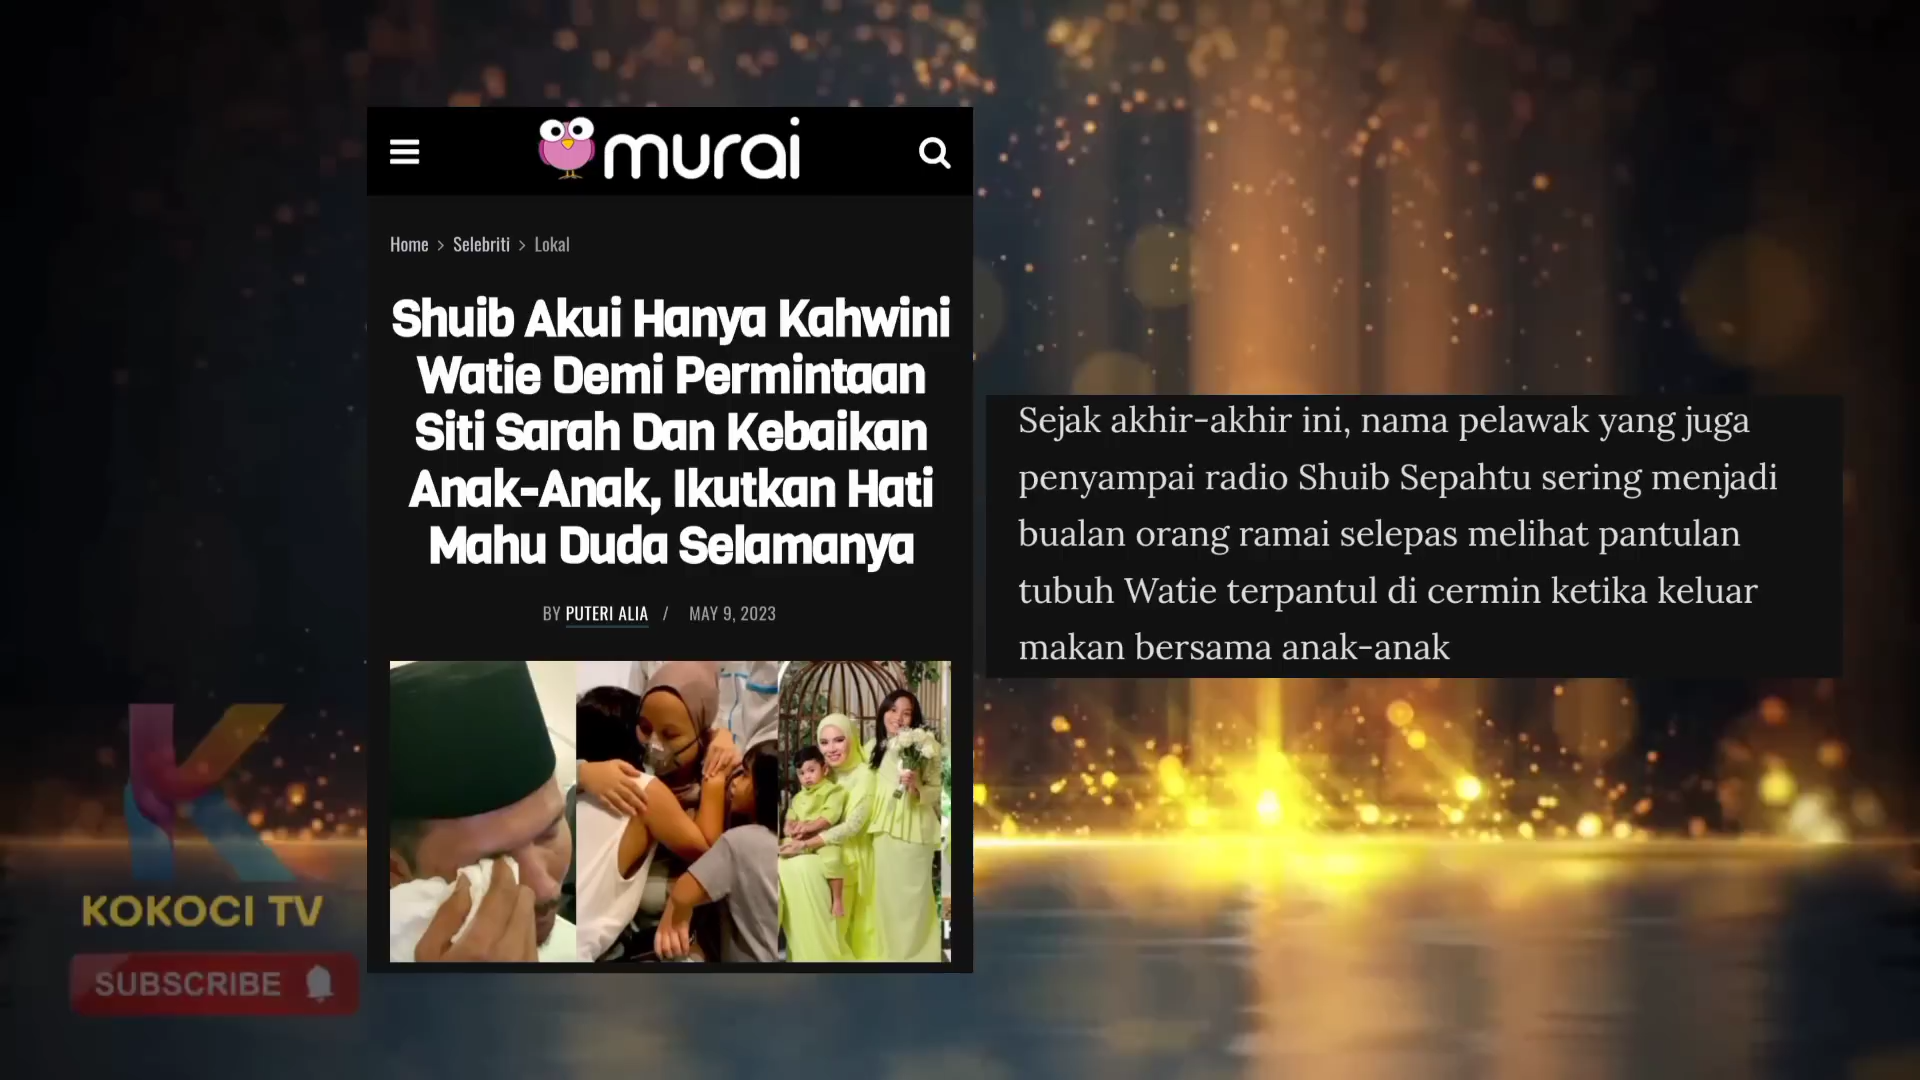 murai
Home > Selebriti > Lokal
Shuib Akui Hanya Kahwini
Watie Demi Permintaan
Siti Sarah Dan Kebaikan
Anak-Anak, Ikutkan Hati
Mahu Duda Selamanya
BY PUTERI ALIA / MAY 9, 2023
Sejak akhir-akhir ini, nama pelawak yang juga
penyampai radio Shuib Sepahtu sering menjadi
bualan orang ramai selepas melihat pantulan
tubuh Watie terpantul di cermin ketika keluar
makan bersama anak-anak
K
KOKOCI TV
SUBSCRIBE